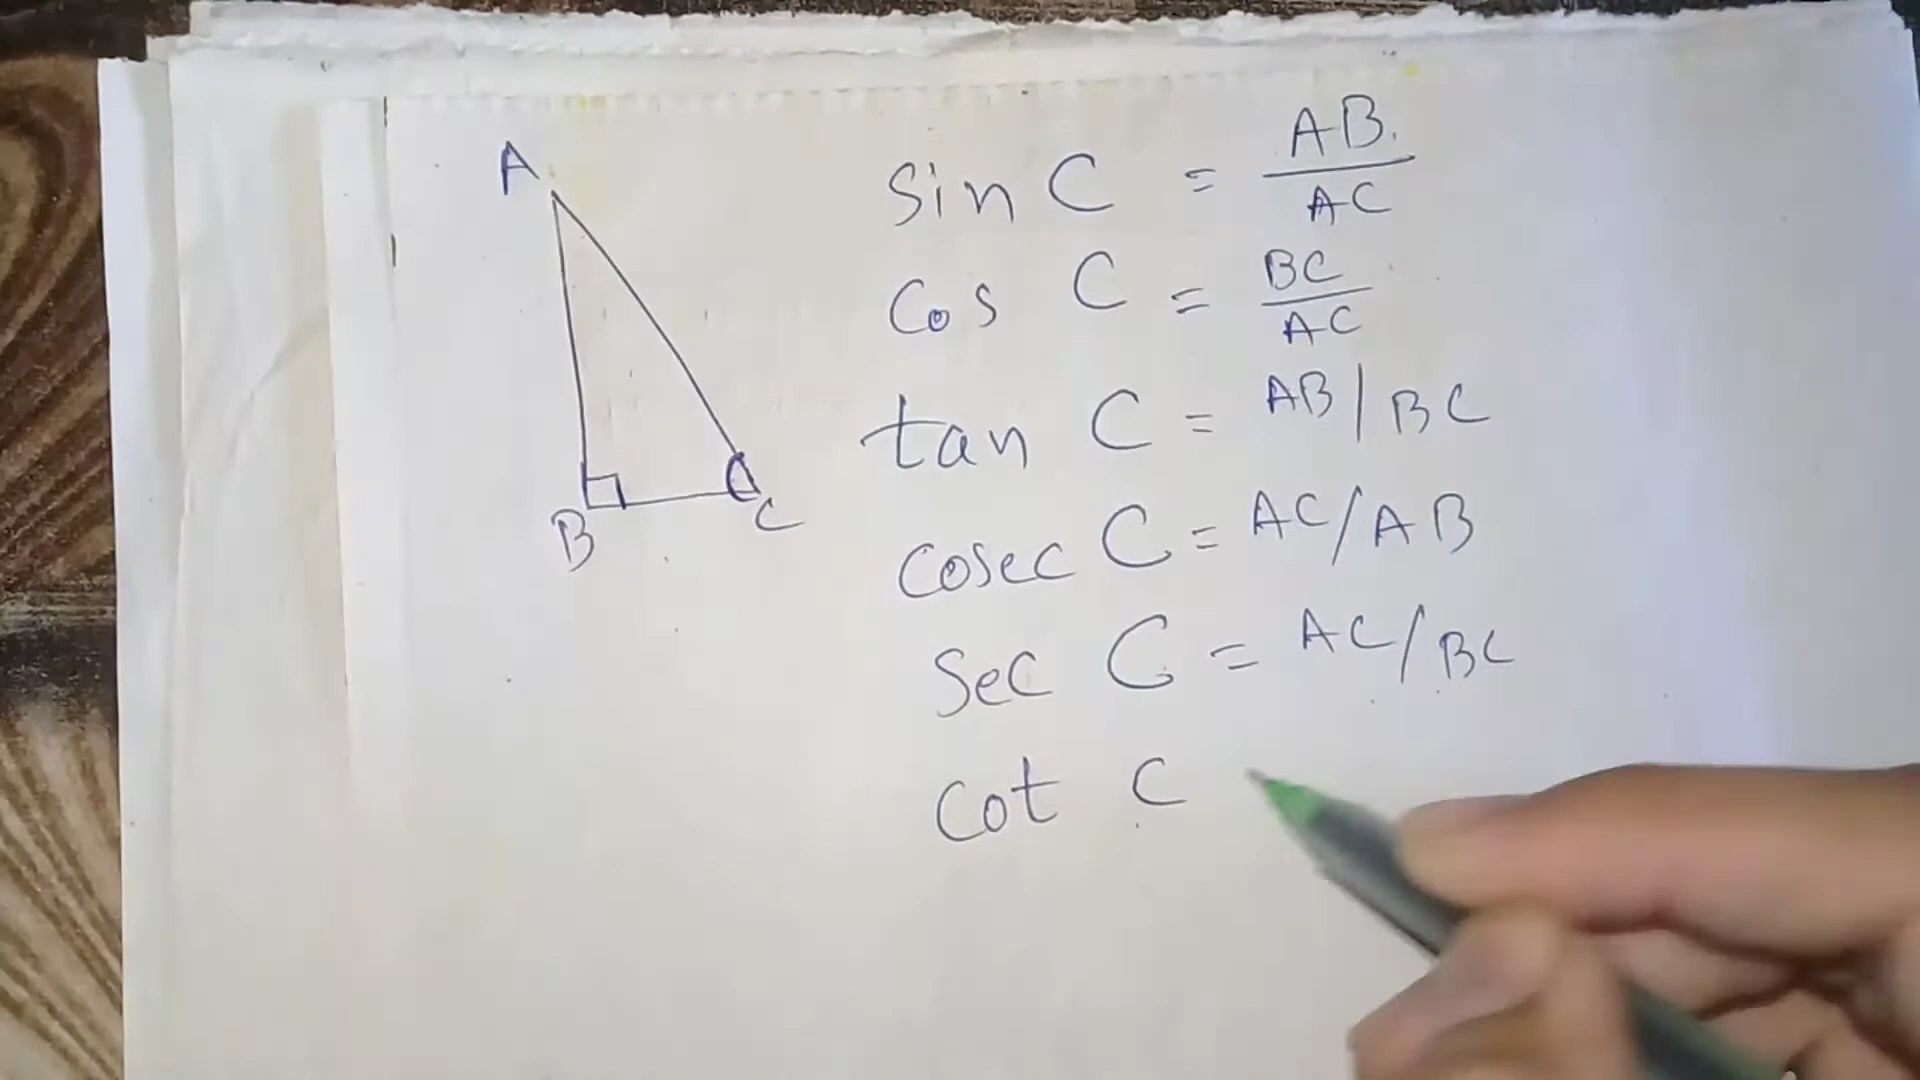 A
B
C
sin C = AB/AC
cos C = BC/AC
tan C = AB/BC
cosec C = AC/AB
sec C = AC/BC
cot C